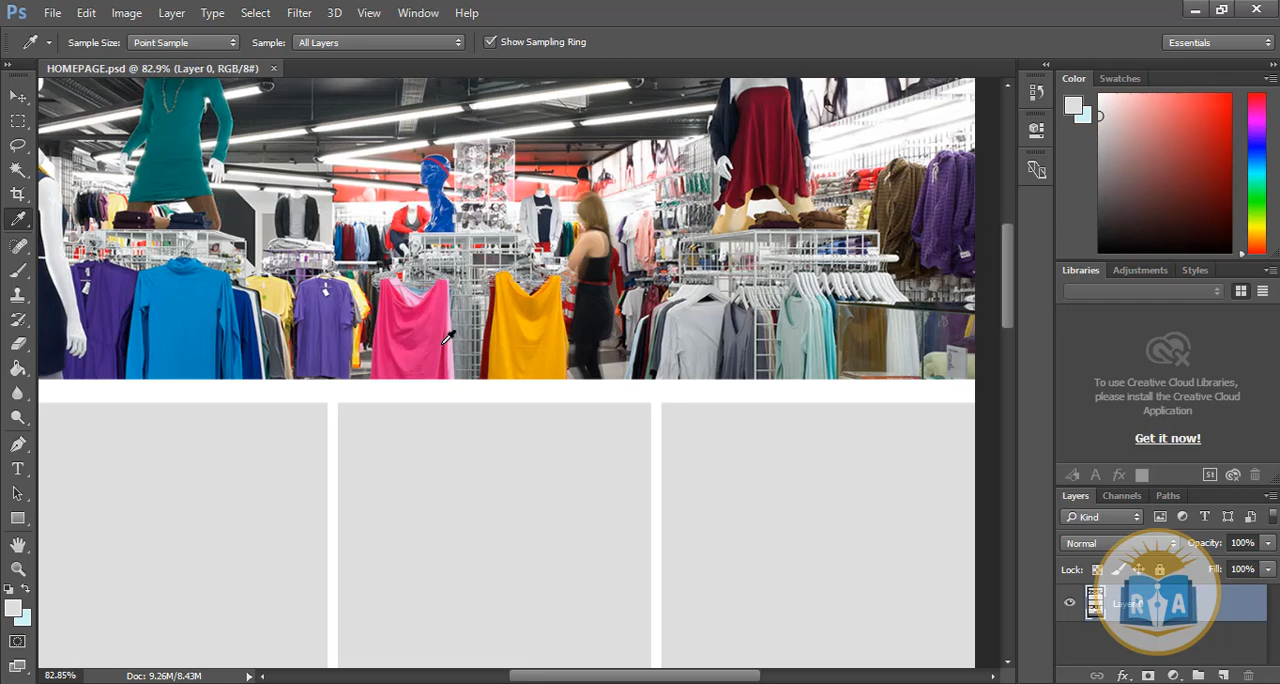 Ps File Edit Image Layer Type Select Filter 3D View Window Help
Sample Size: Point Sample Sample: All Layers Show Sampling Ring Essentials
HOMEPAGE.psd @ 82.9% (Layer 0, RGB/8#) ×
Color Swatches
Libraries Adjustments Styles
To use Creative Cloud Libraries,
please install the Creative Cloud
Application
Get it now!
St
Layers Channels Paths
Kind
Normal Opacity: 100%
Lock: Fill: 100%
Layer 0
R A
82.85% Doc: 9.26M/8.43M